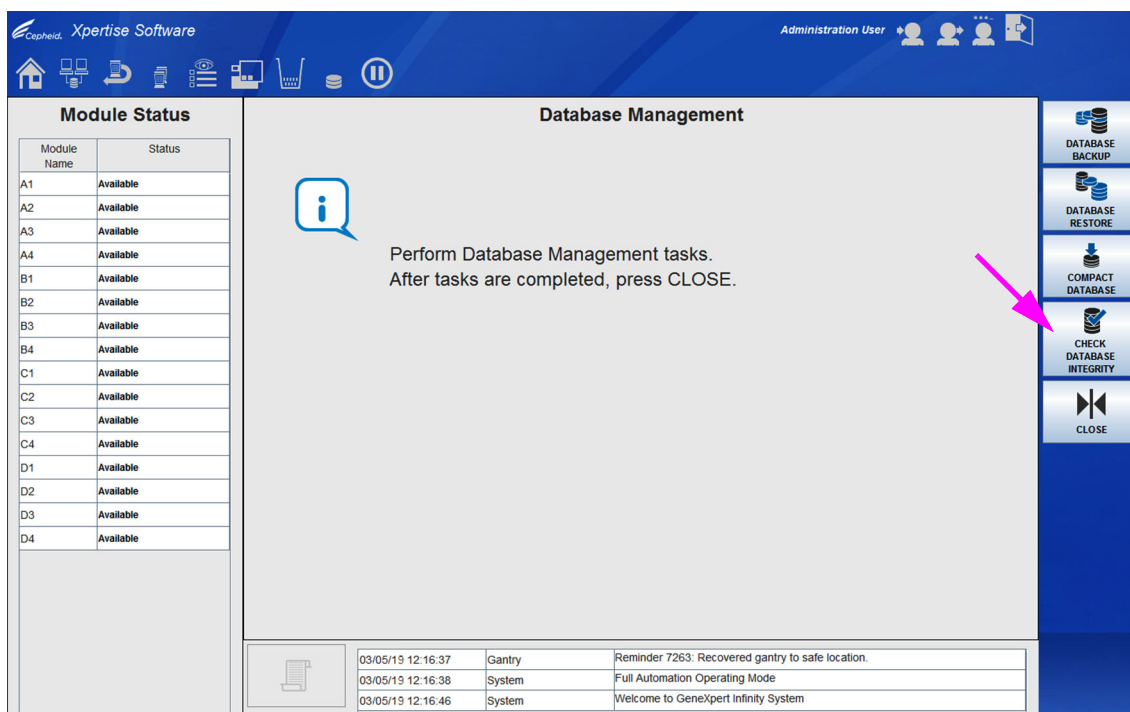 Cepheid. Xpertise Software
Administration User
Module Status
Module Name Status
A1 Available
A2 Available
A3 Available
A4 Available
B1 Available
B2 Available
B3 Available
B4 Available
C1 Available
C2 Available
C3 Available
C4 Available
D1 Available
D2 Available
D3 Available
D4 Available
Database Management
i
Perform Database Management tasks.
After tasks are completed, press CLOSE.
DATABASE
BACKUP
DATABASE
RESTORE
COMPACT
DATABASE
CHECK
DATABASE
INTEGRITY
CLOSE
03/05/19 12:16:37 Gantry Reminder 7263: Recovered gantry to safe location.
03/05/19 12:16:38 System Full Automation Operating Mode
03/05/19 12:16:46 System Welcome to GeneXpert Infinity System